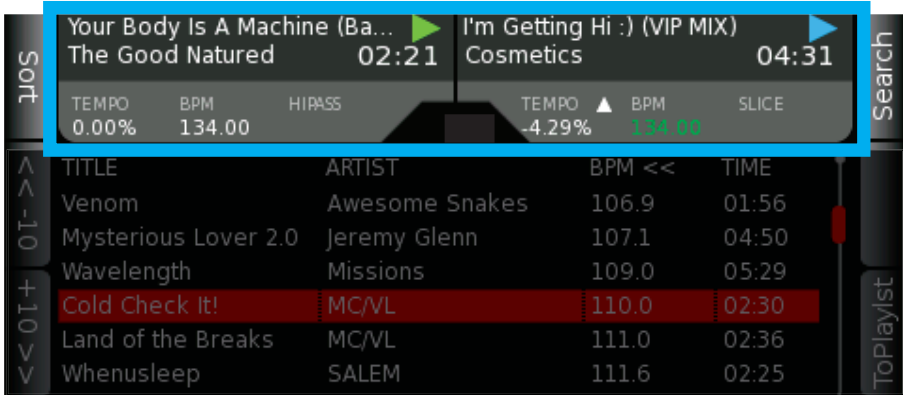 Sort
Search
Your Body Is A Machine (Ba...
The Good Natured 02:21
TEMPO BPM HIPASS
0.00% 134.00
I'm Getting Hi :) (VIP MIX)
Cosmetics 04:31
TEMPO BPM SLICE
-4.29% 134.00
<< -10
+10 >>
ToPlaylst
TITLE ARTIST BPM << TIME
Venom Awesome Snakes 106.9 01:56
Mysterious Lover 2.0 Jeremy Glenn 107.1 04:50
Wavelength Missions 109.0 05:29
Cold Check It! MC/VL 110.0 02:30
Land of the Breaks MC/VL 111.0 02:36
Whenusleep SALEM 111.6 02:25